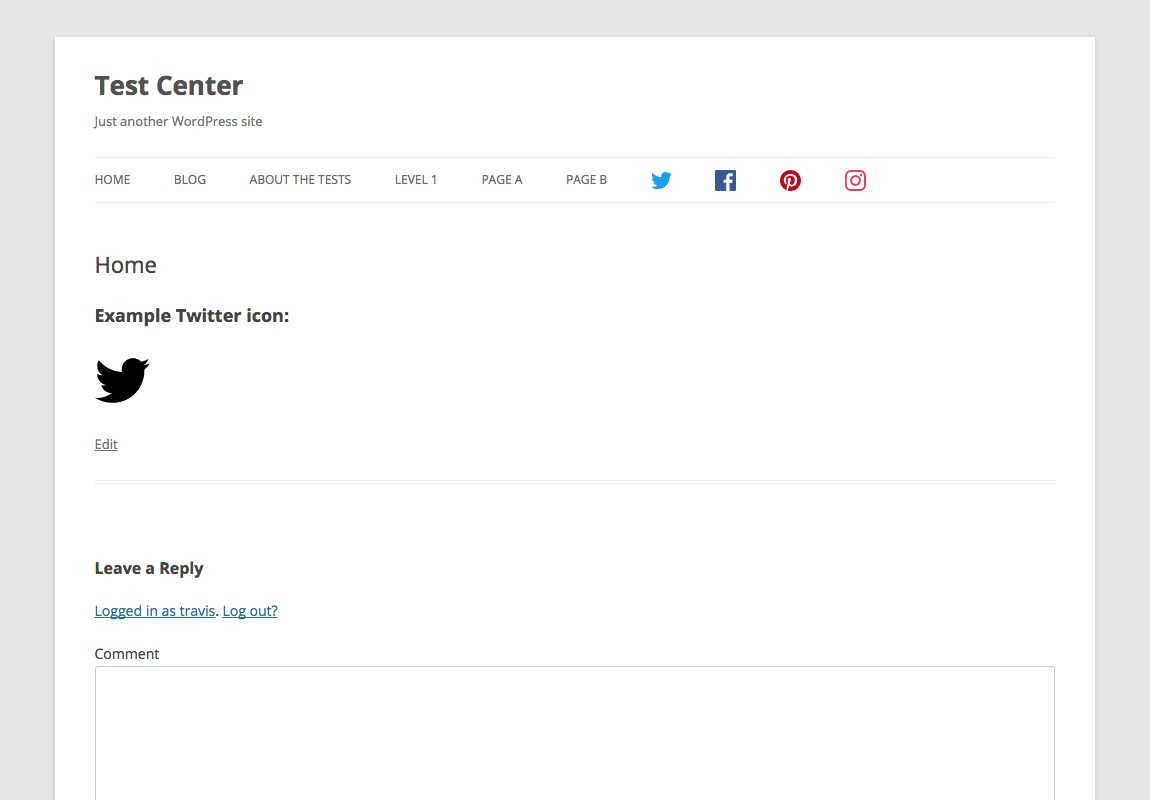 Test Center
Just another WordPress site
HOME BLOG ABOUT THE TESTS LEVEL 1 PAGE A PAGE B
Home
Example Twitter icon:
Edit
Leave a Reply
Logged in as travis. Log out?
Comment